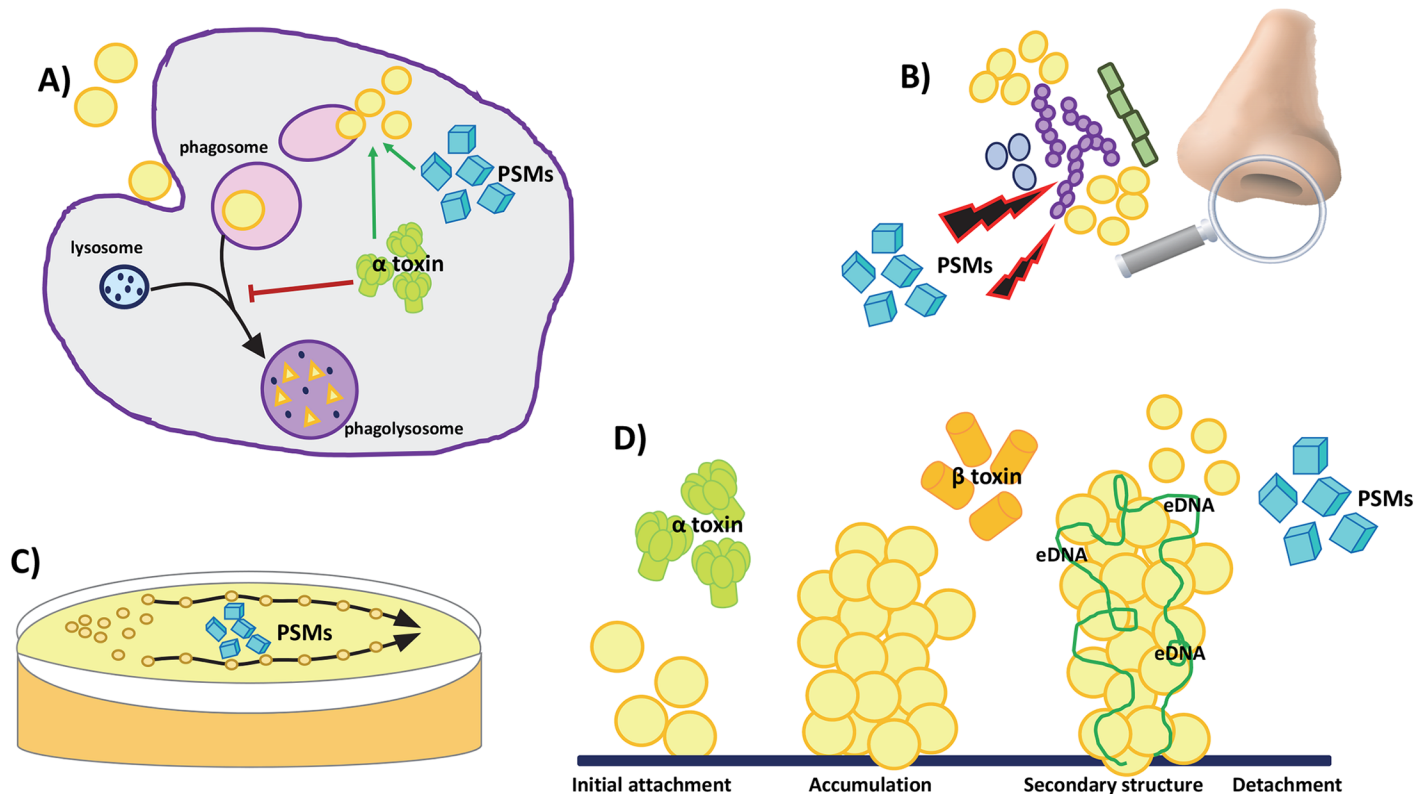 A)
phagosome
PSMs
lysosome
α toxin
phagolysosome
B)
PSMs
C)
PSMs
D)
α toxin
β toxin
eDNA
eDNA
eDNA
PSMs
Initial attachment
Accumulation
Secondary structure
Detachment